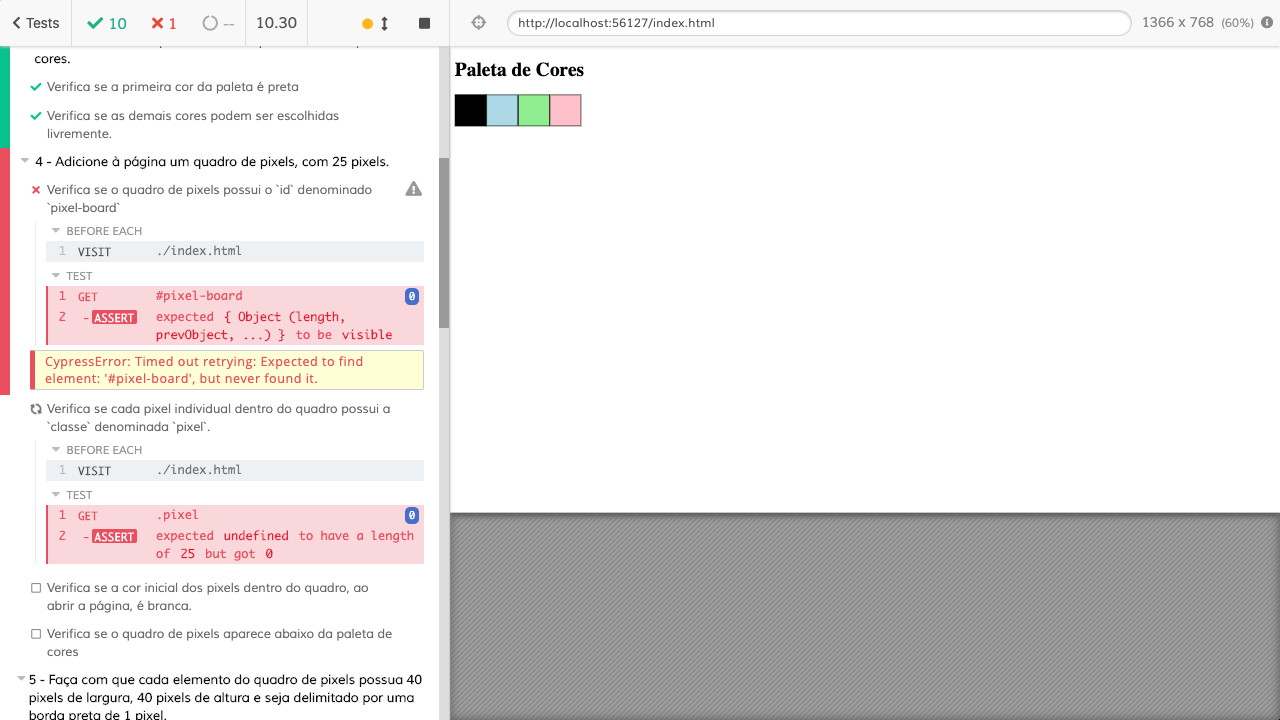 Tests
10
1
--
10.30
http://localhost:56127/index.html
1366 x 768 (60%)
cores.
Verifica se a primeira cor da paleta é preta
Verifica se as demais cores podem ser escolhidas
livremente.
4 - Adicione à página um quadro de pixels, com 25 pixels.
Verifica se o quadro de pixels possui o `id` denominado
`pixel-board`
BEFORE EACH
1 VISIT ./index.html
TEST
1 GET #pixel-board 0
2 - ASSERT expected { Object (length,
prevObject, ...) } to be visible
CypressError: Timed out retrying: Expected to find
element: '#pixel-board', but never found it.
Verifica se cada pixel individual dentro do quadro possui a
`classe` denominada `pixel`.
BEFORE EACH
1 VISIT ./index.html
TEST
1 GET .pixel 0
2 - ASSERT expected undefined to have a length
of 25 but got 0
Verifica se a cor inicial dos pixels dentro do quadro, ao
abrir a página, é branca.
Verifica se o quadro de pixels aparece abaixo da paleta de
cores
5 - Faça com que cada elemento do quadro de pixels possua 40
pixels de largura, 40 pixels de altura e seja delimitado por uma
borda preta de 1 pixel.
Paleta de Cores